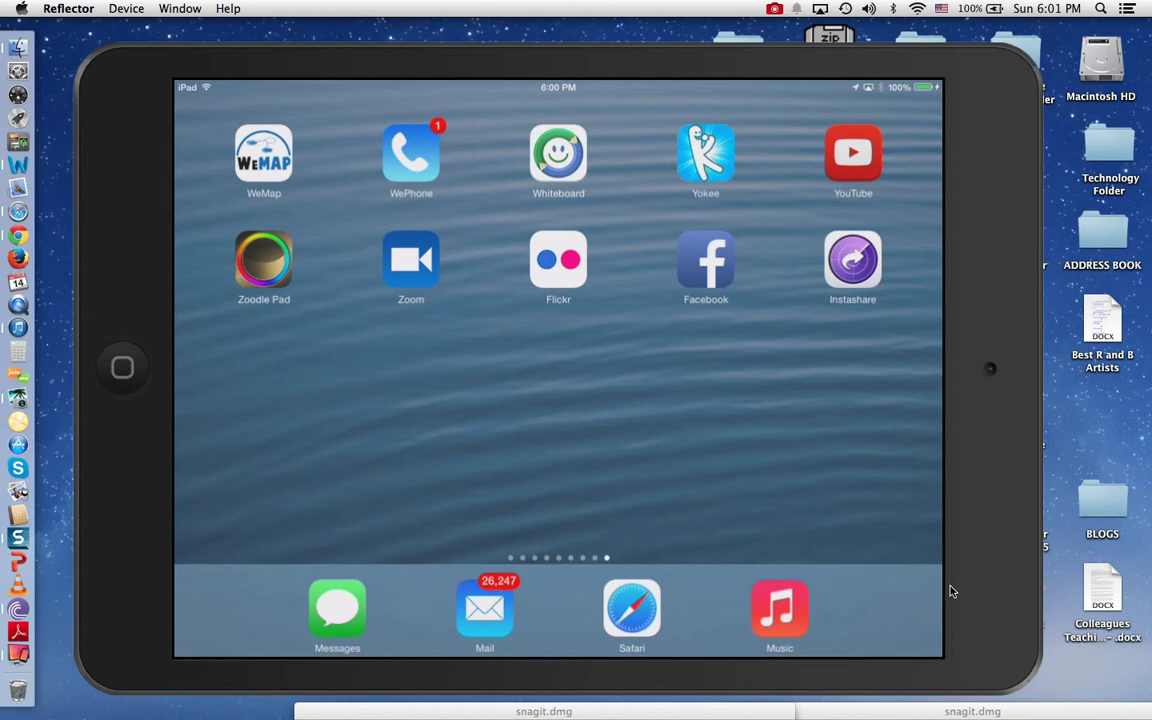 Reflector Device Window Help
100% Sun 6:01 PM
zip
Macintosh HD
Technology Folder
ADDRESS BOOK
DOCX
Best R and B Artists
BLOGS
DOCX
Colleagues Teachi...- .docx
iPad 6:00 PM 100%
WeMAP
1
WeMap WePhone Whiteboard Yokee YouTube
Zoodle Pad Zoom Flickr Facebook Instashare
26,247
Messages Mail Safari Music
snagit.dmg snagit.dmg